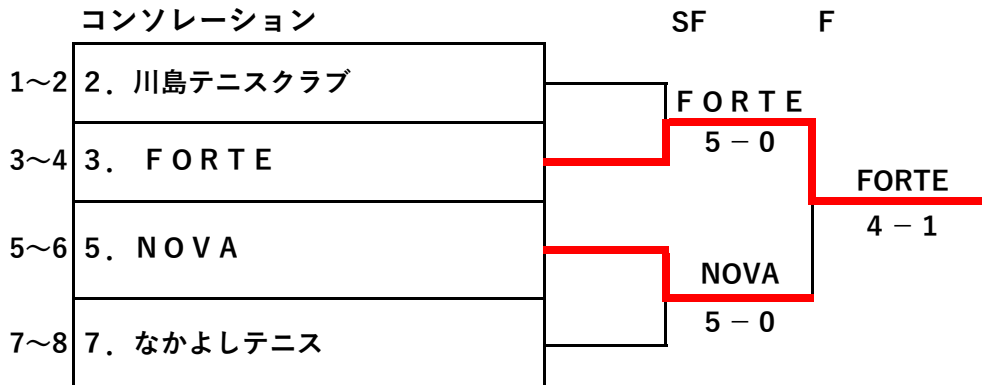 コンソレーション SF F
1～2 2．川島テニスクラブ
FORTE
5－0
3～4 3．ＦＯＲＴＥ
FORTE
4－1
5～6 5．ＮＯＶＡ
NOVA
5－0
7～8 7．なかよしテニス